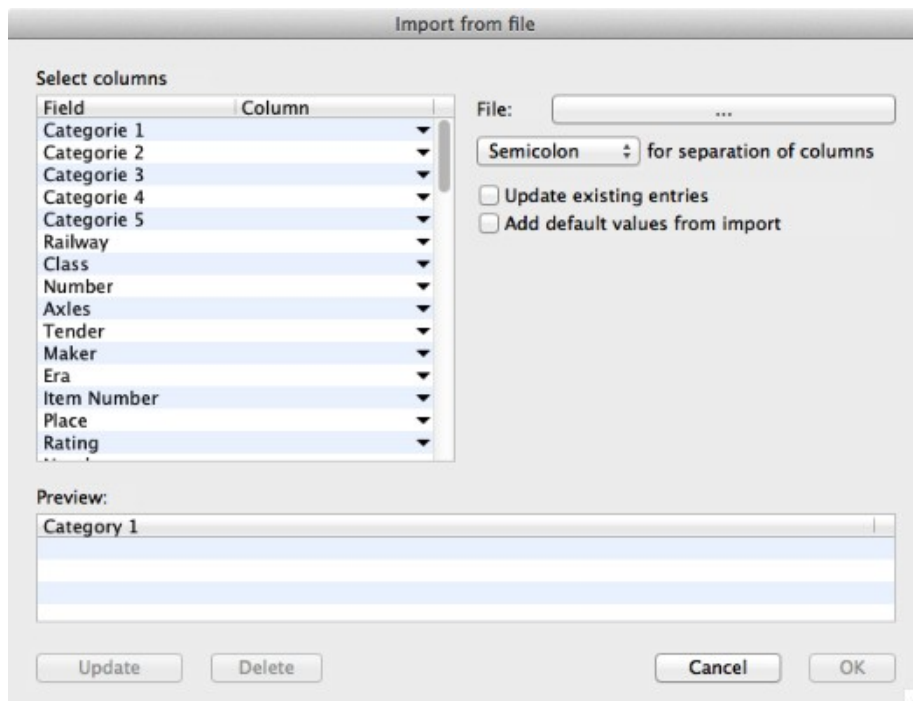 Import from file
Select columns
Field Column
Categorie 1
Categorie 2
Categorie 3
Categorie 4
Categorie 5
Railway
Class
Number
Axles
Tender
Maker
Era
Item Number
Place
Rating
File: ...
Semicolon for separation of columns
Update existing entries
Add default values from import
Preview:
Category 1
Update Delete Cancel OK